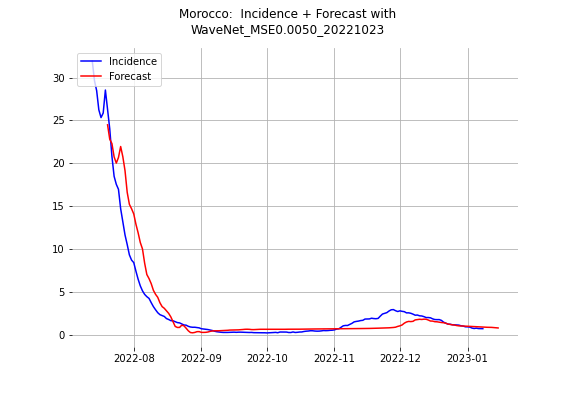 Morocco:  Incidence + Forecast with
WaveNet_MSE0.0050_20221023
Incidence
Forecast
30
25
20
15
10
5
0
2022-08 2022-09 2022-10 2022-11 2022-12 2023-01